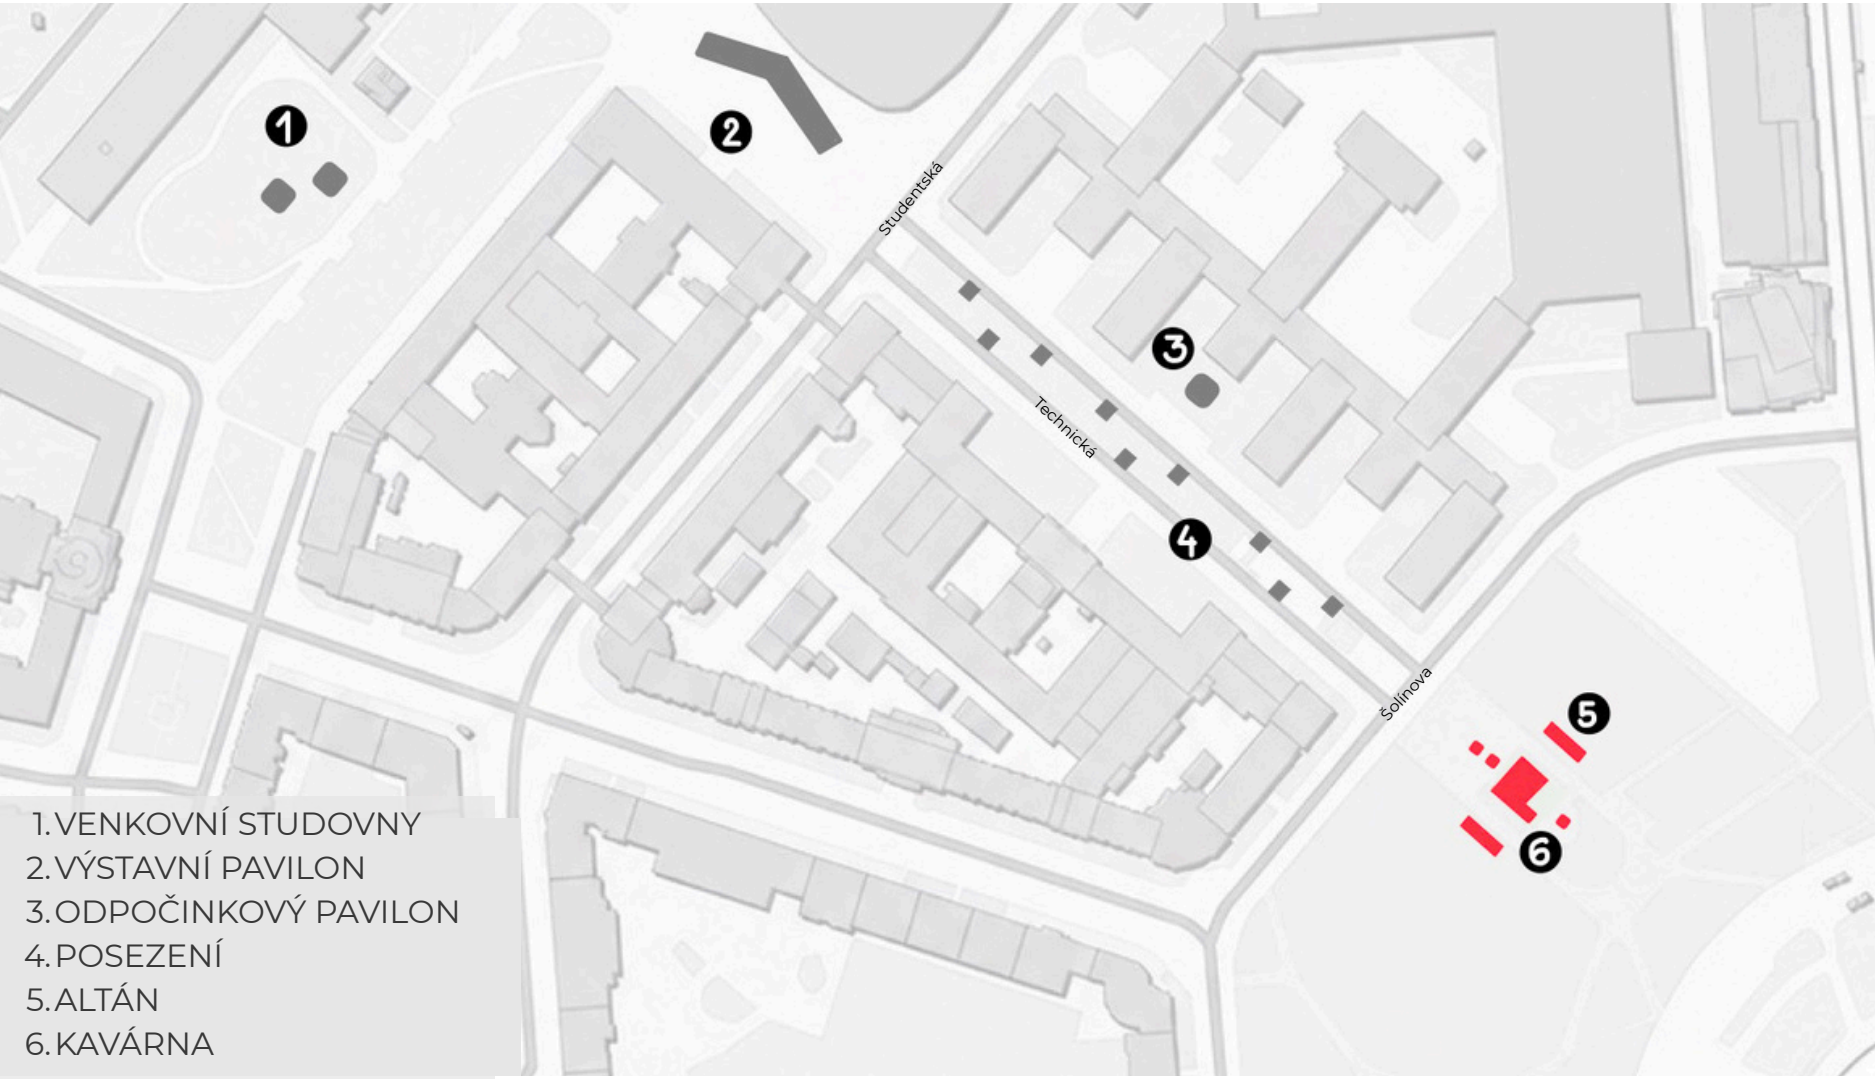 1
2
Studentská
3
Technická
4
Šolínova
5
6
1. VENKOVNÍ STUDOVNY
2. VÝSTAVNÍ PAVILON
3. ODPOČINKOVÝ PAVILON
4. POSEZENÍ
5. ALTÁN
6. KAVÁRNA